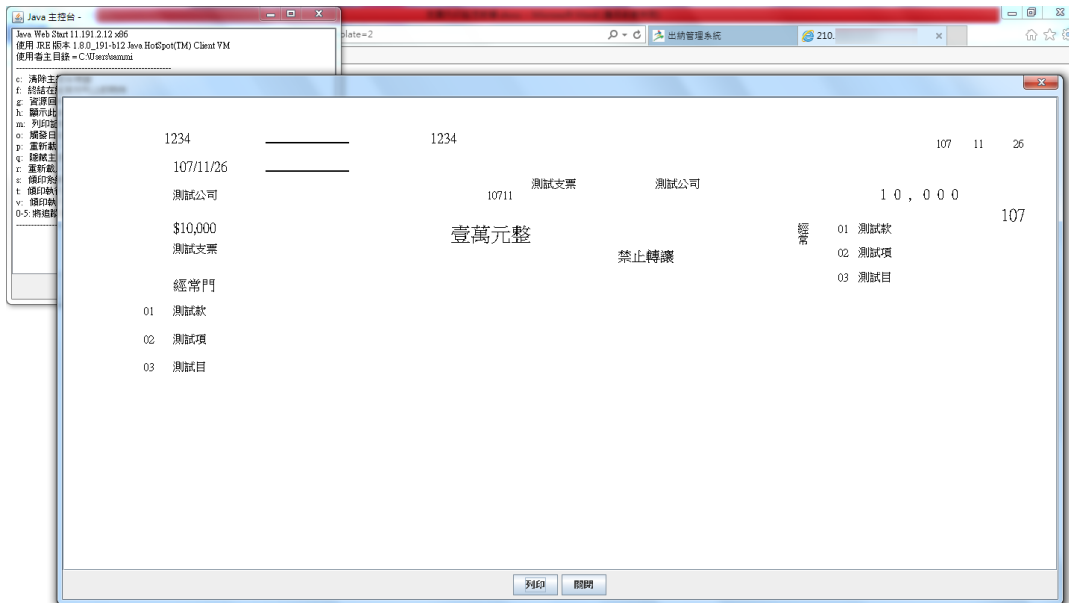 Java 主控台 -
Java Web Start 11.191.2.12 x86
使用 JRE 版本 1.8.0_191-b12 Java HotSpot(TM) Client VM
使用者主目錄 = C:\Users\sammi
----------------------------------------------------
c: 清除主
f: 終結在
g: 資源回
h: 顯示此
m: 列印
o: 觸發日
p: 重新載
q: 隱藏主
r: 重新載
s: 傾印系
t: 傾印執
v: 傾印執
0-5: 將追蹤
plate=2
出納管理系統
210.
1234
1234
107 11 26
107/11/26
測試支票
測試公司
測試公司
10711
10,000
107
$10,000
壹萬元整
經常
01 測試款
測試支票
禁止轉讓
02 測試項
03 測試目
經常門
01 測試款
02 測試項
03 測試目
列印
關閉